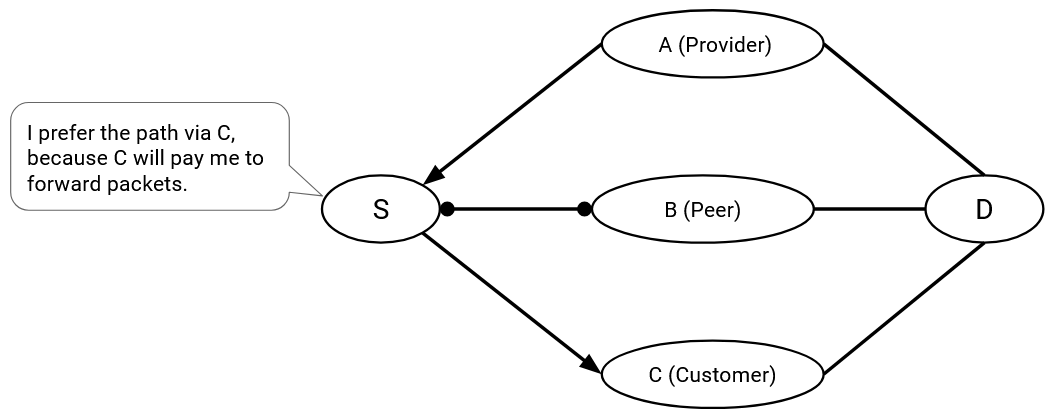 A (Provider)
I prefer the path via C,
because C will pay me to
forward packets.
S
B (Peer)
D
C (Customer)